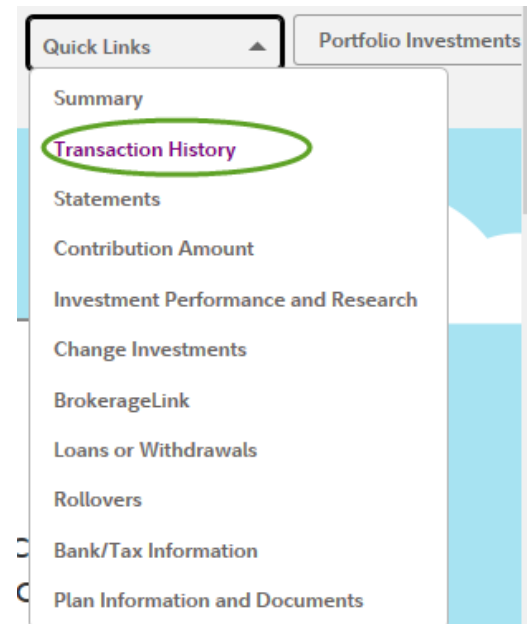 Quick Links
Portfolio Investments
Summary
Transaction History
Statements
Contribution Amount
Investment Performance and Research
Change Investments
BrokerageLink
Loans or Withdrawals
Rollovers
Bank/Tax Information
Plan Information and Documents